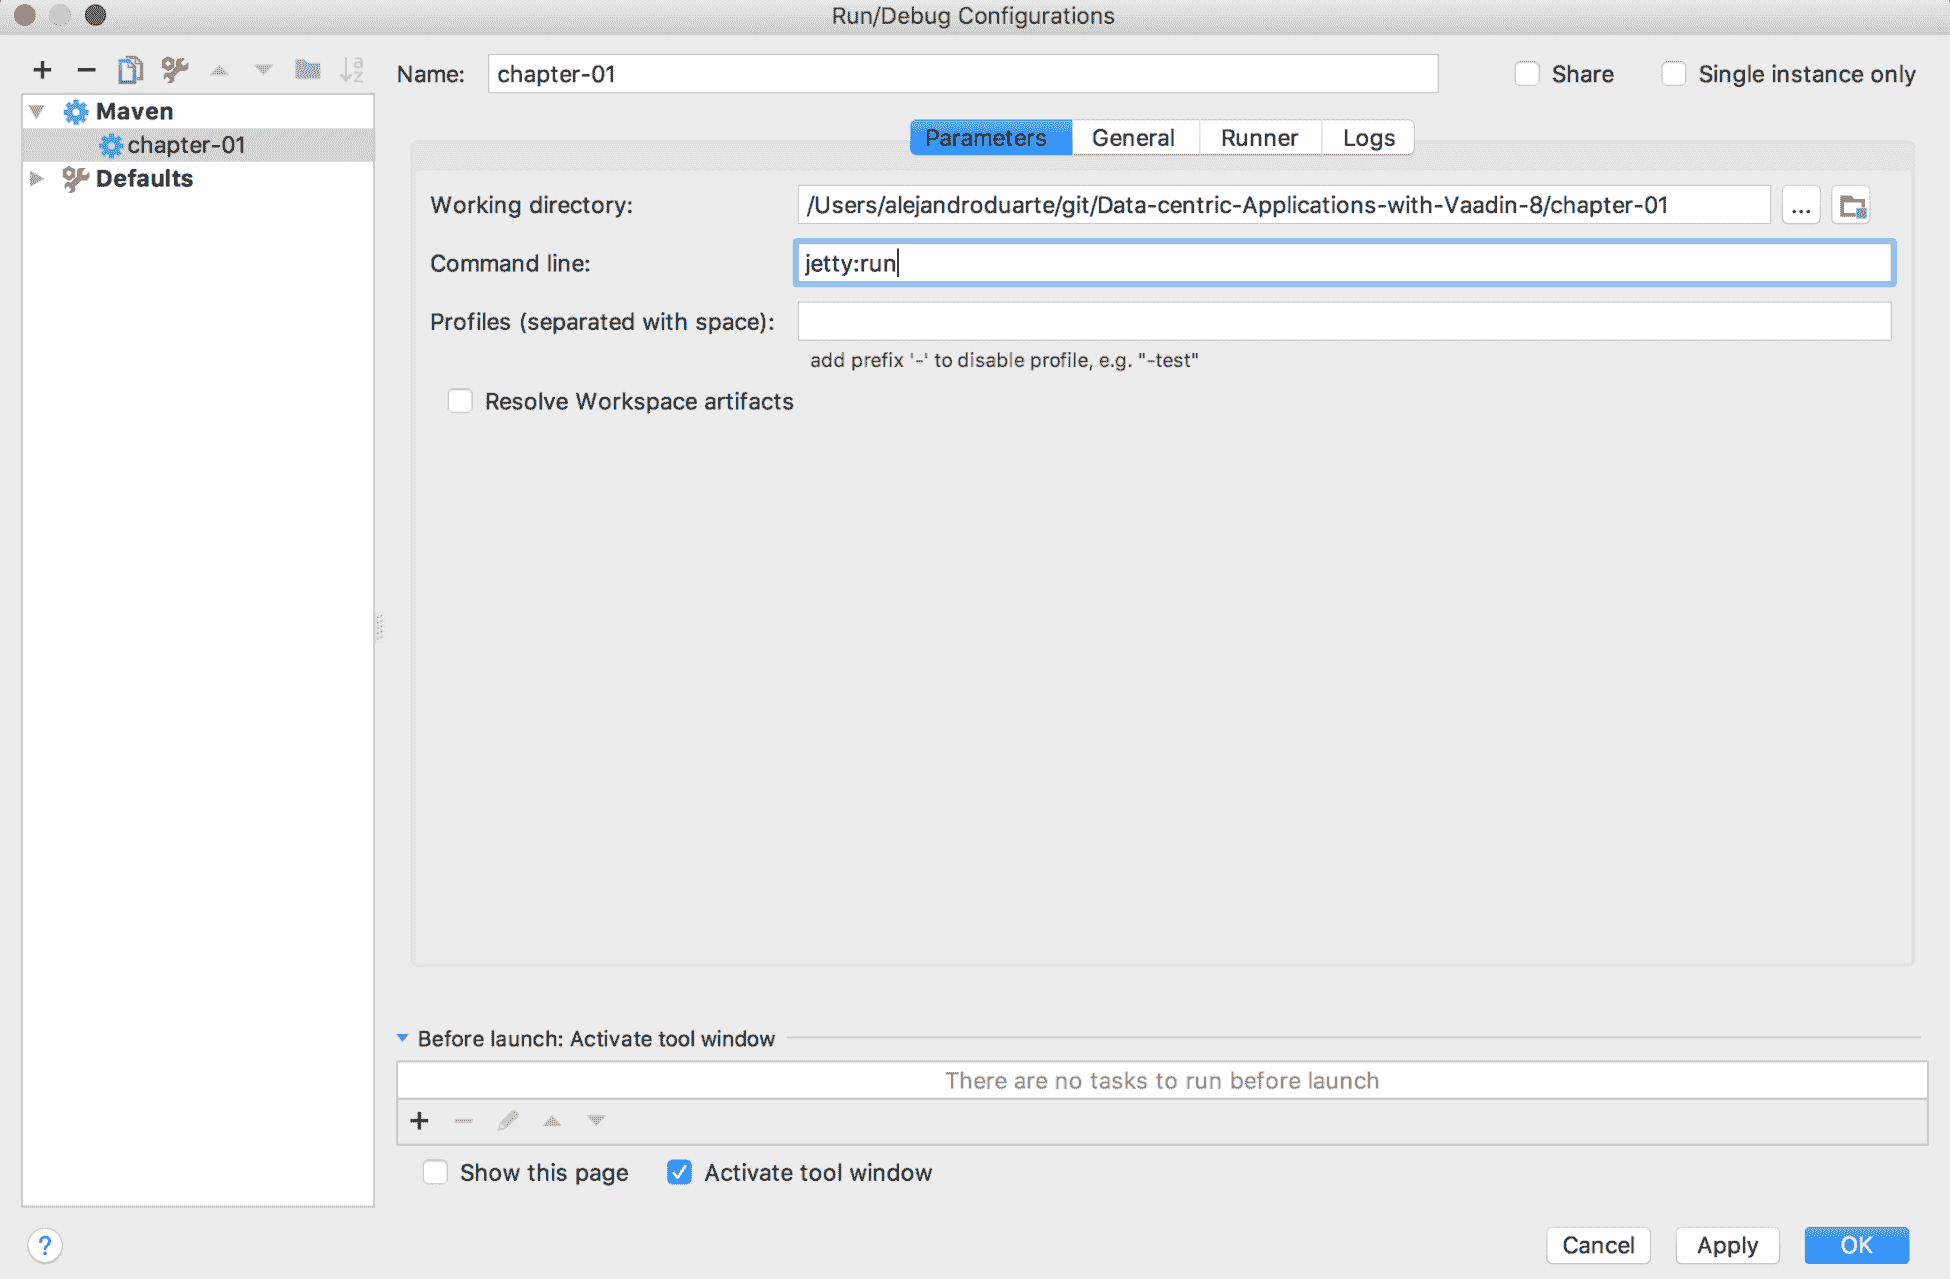 Run/Debug Configurations
Name: chapter-01 Share Single instance only
Maven
chapter-01
Defaults
Parameters General Runner Logs
Working directory: /Users/alejandroduarte/git/Data-centric-Applications-with-Vaadin-8/chapter-01 ...
Command line: jetty:run
Profiles (separated with space):
add prefix '-' to disable profile, e.g. "-test"
Resolve Workspace artifacts
Before launch: Activate tool window
There are no tasks to run before launch
Show this page Activate tool window
? Cancel Apply OK